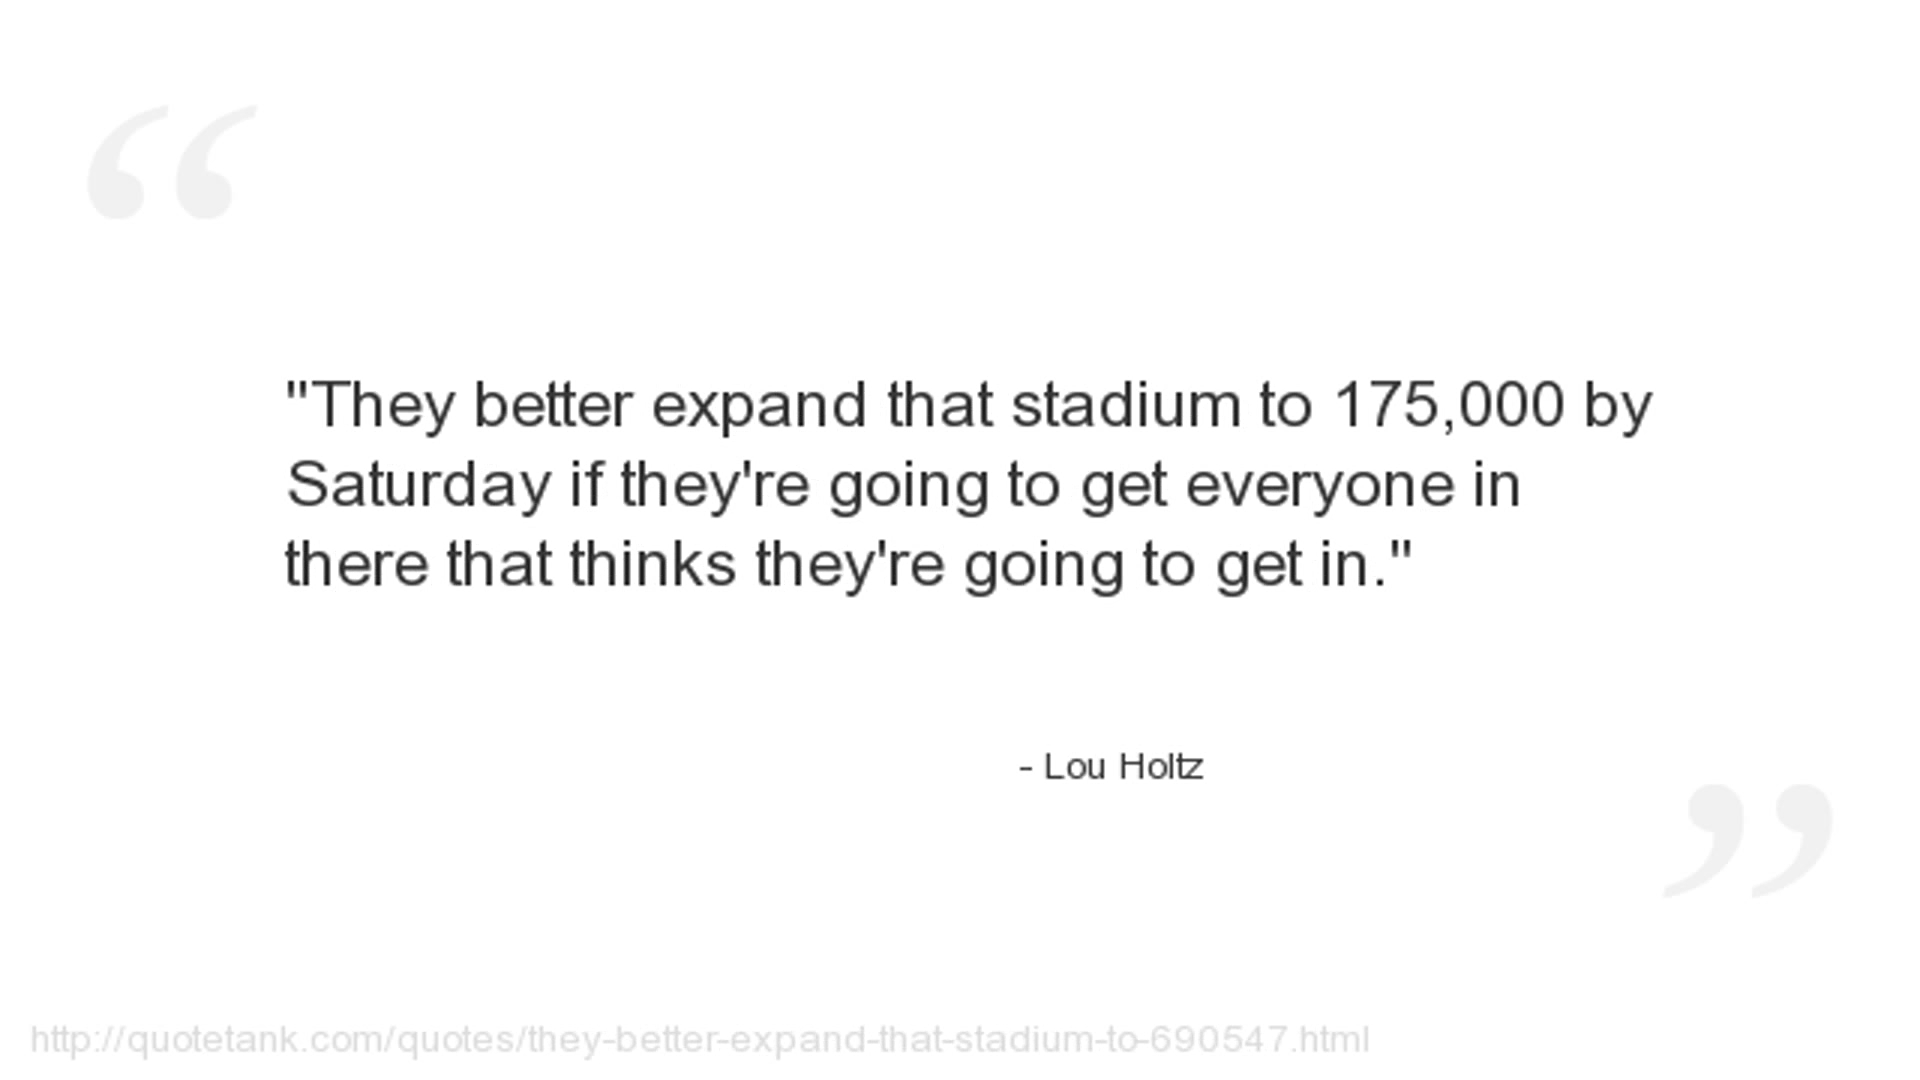 "They better expand that stadium to 175,000 by
Saturday if they're going to get everyone in
there that thinks they're going to get in."
- Lou Holtz
http://quotetank.com/quotes/they-better-expand-that-stadium-to-690547.html